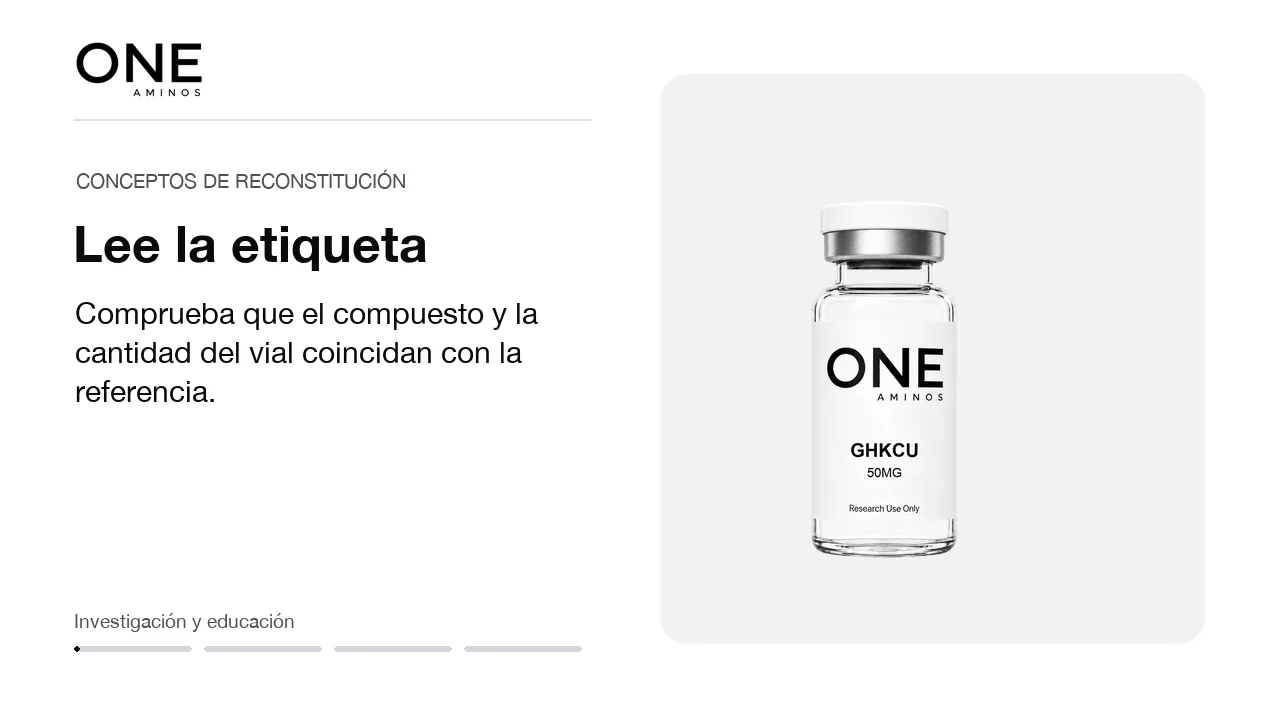 ONE
AMINOS
CONCEPTOS DE RECONSTITUCIÓN
Lee la etiqueta
Comprueba que el compuesto y la
cantidad del vial coincidan con la
referencia.
Investigación y educación
ONE
AMINOS
GHKCU
50MG
Research Use Only